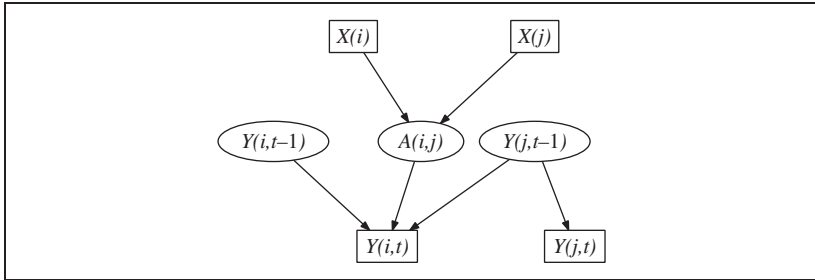 X(i) X(j)
Y(i,t–1) A(i,j) Y(j,t–1)
Y(i,t) Y(j,t)